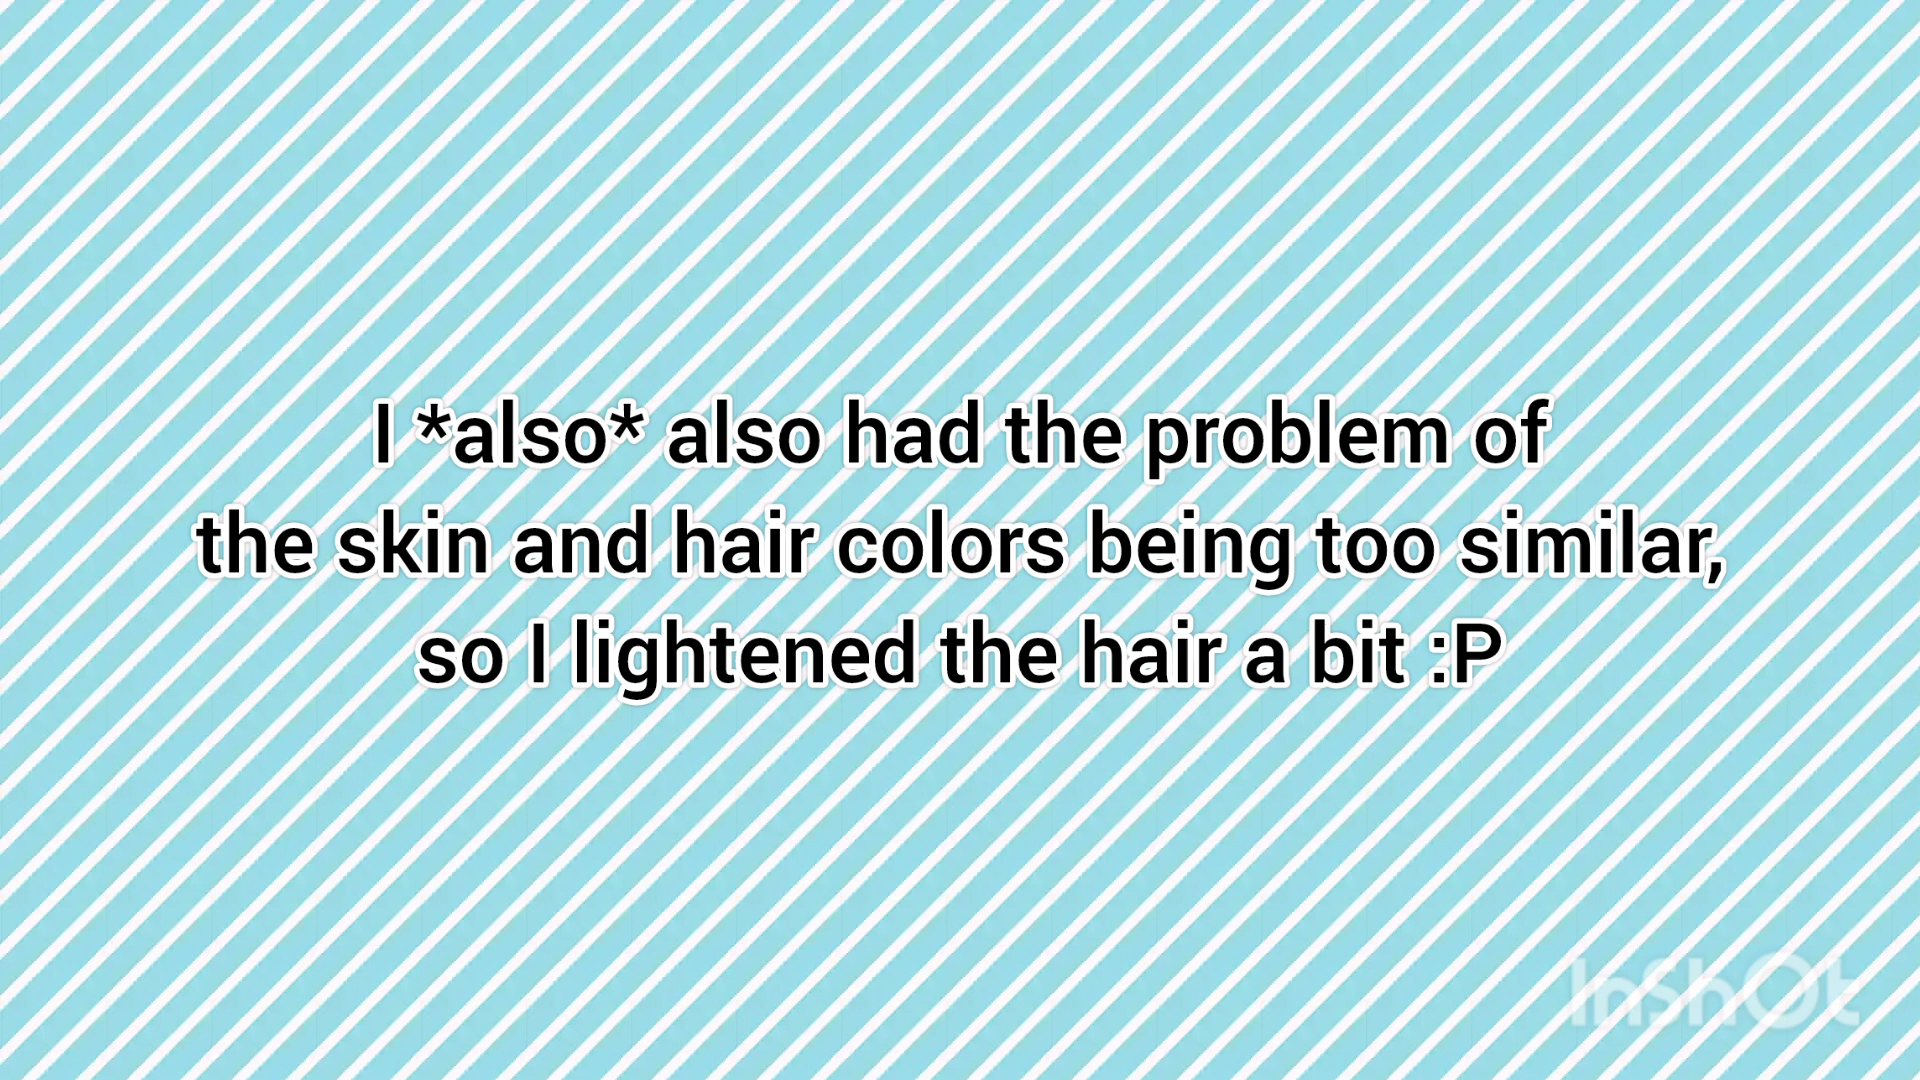 I *also* also had the problem of
the skin and hair colors being too similar,
so I lightened the hair a bit :P
InShOt